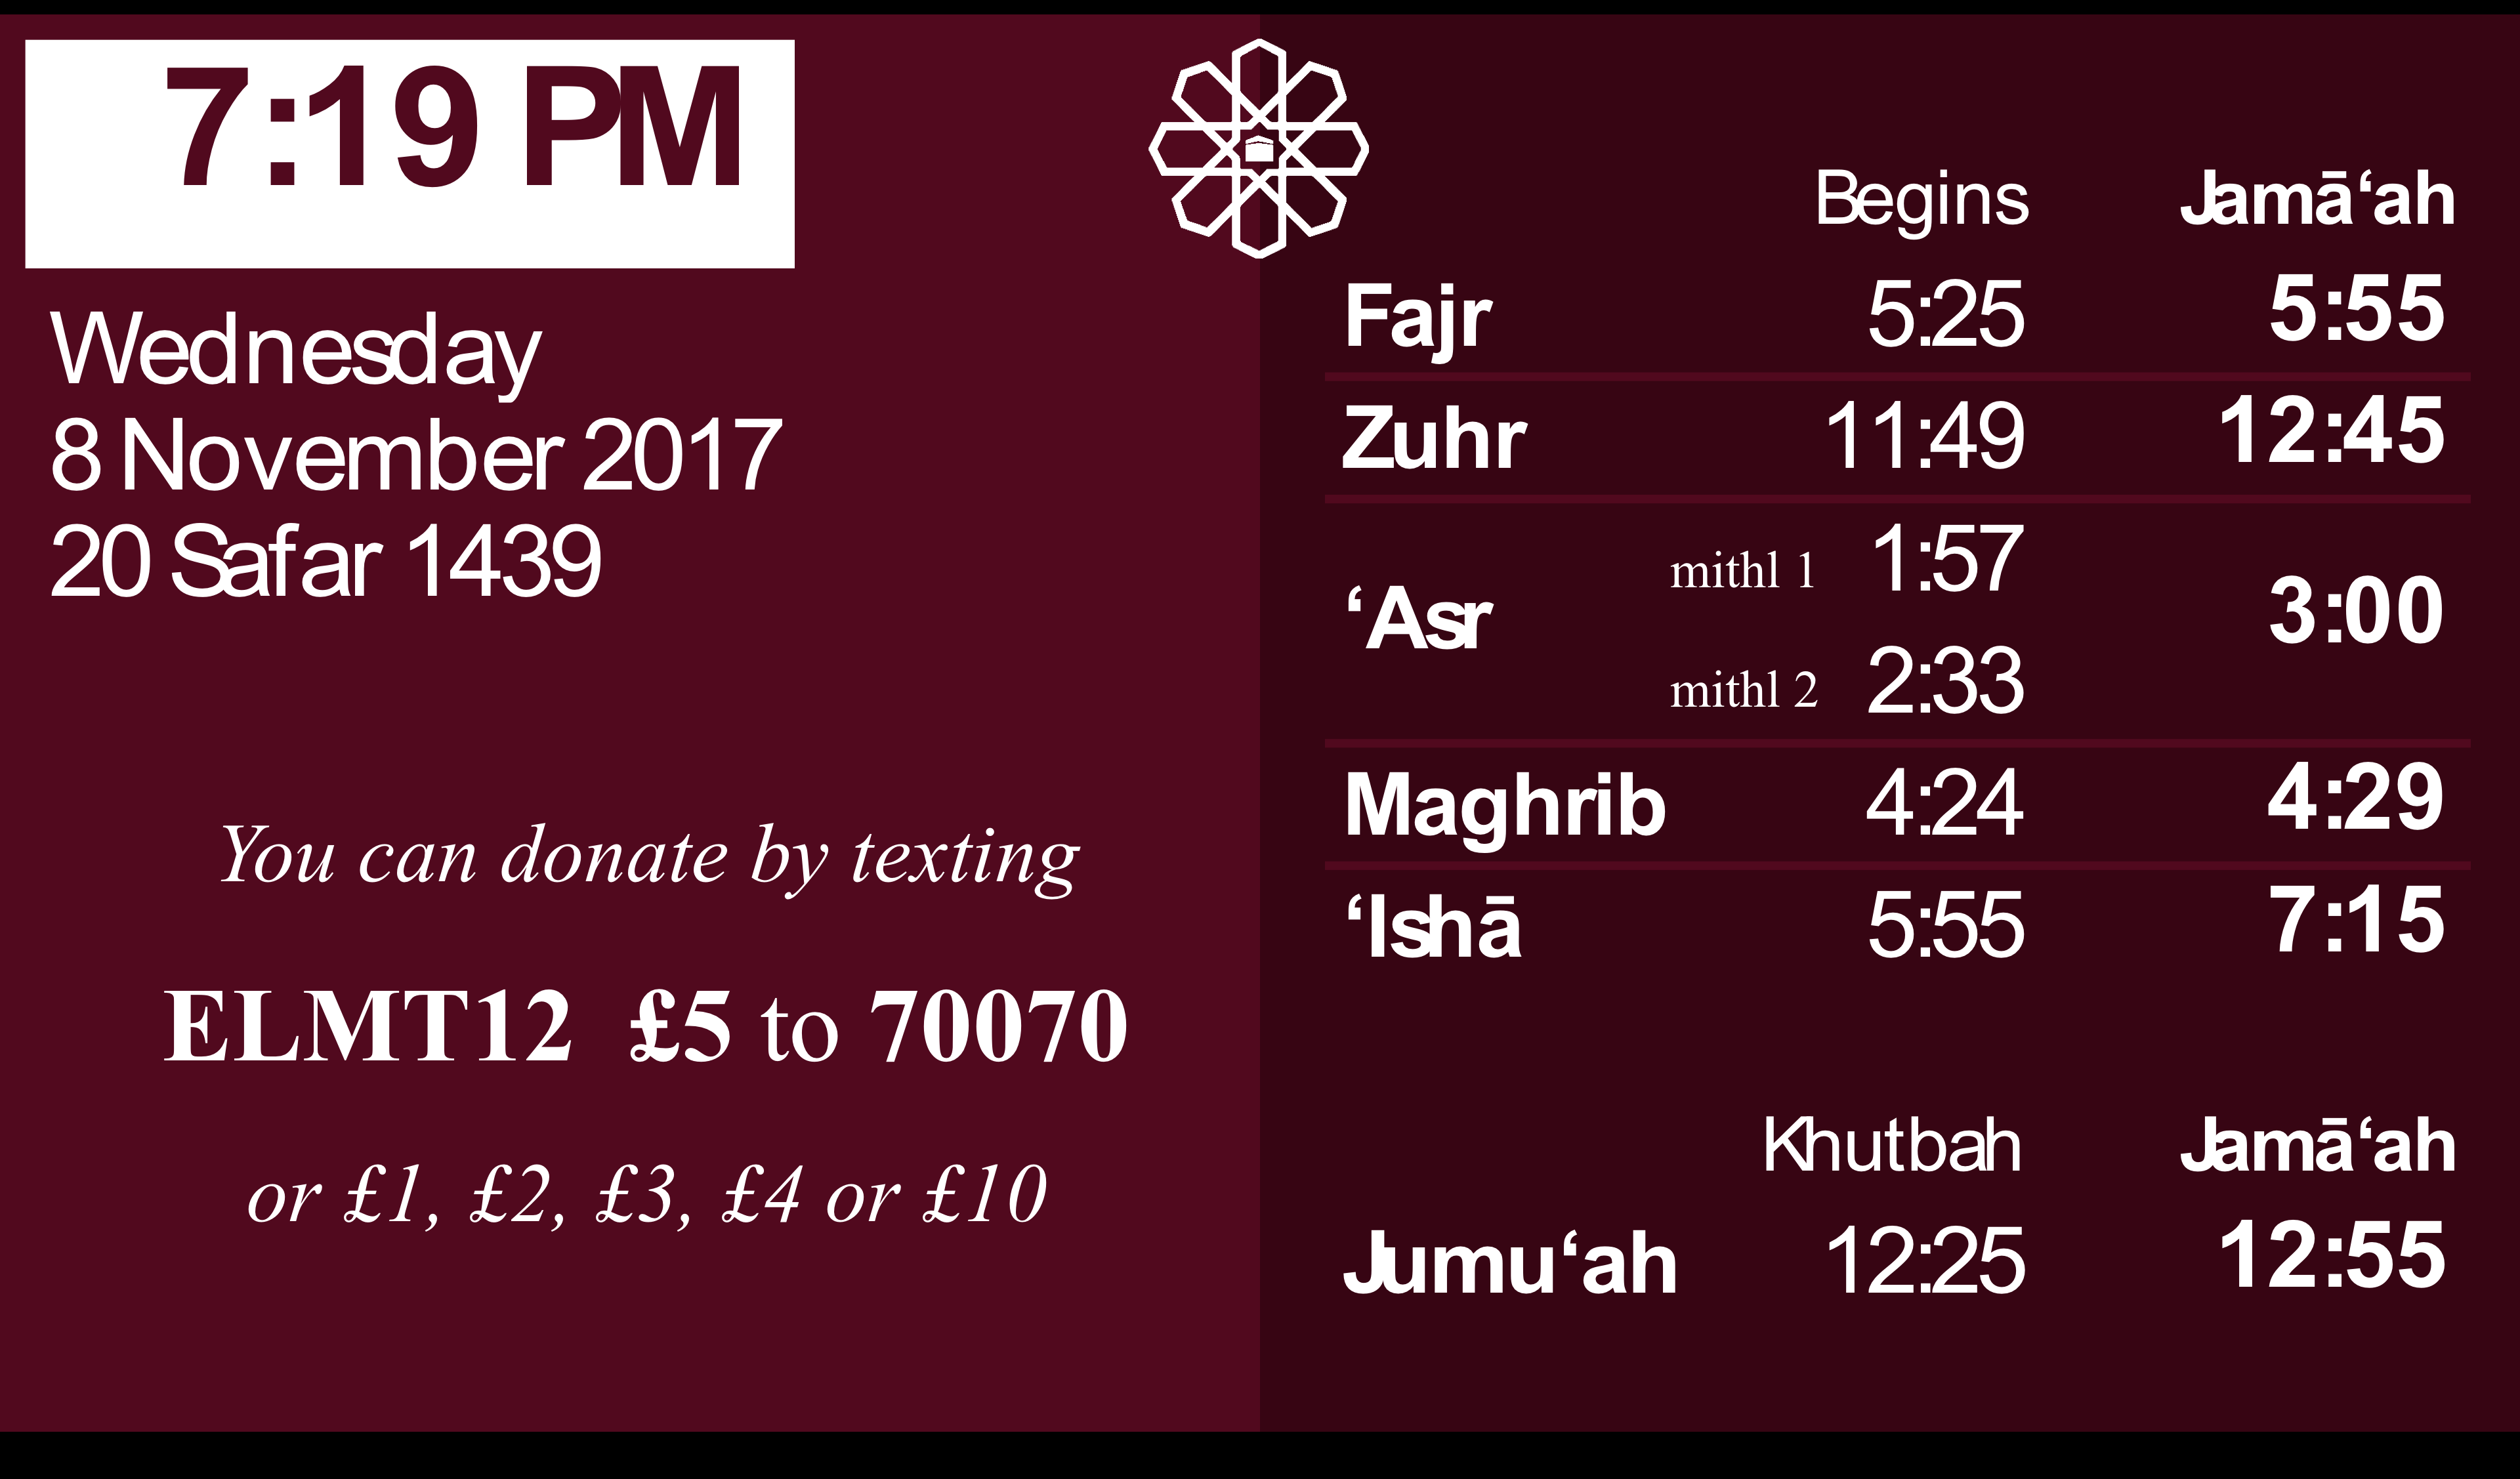 7:19 PM
Wednesday
8 November 2017
20 Safar 1439
You can donate by texting
ELMT12 £5 to 70070
or £1, £2, £3, £4 or £10
Begins Jamā‘ah
Fajr 5:25 5:55
Zuhr 11:49 12:45
mithl 1 1:57
‘Asr 3:00
mithl 2 2:33
Maghrib 4:24 4:29
‘Ishā 5:55 7:15
Khutbah Jamā‘ah
Jumu‘ah 12:25 12:55